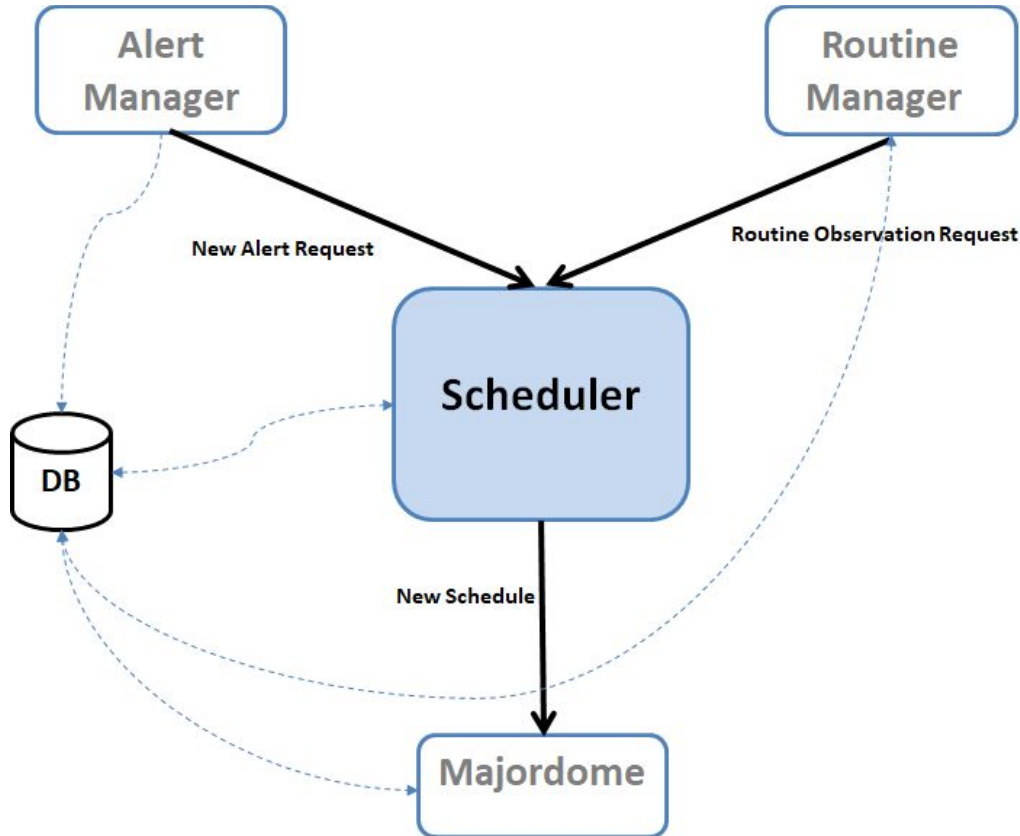 Alert
Manager
Routine
Manager
New Alert Request
Routine Observation Request
Scheduler
DB
New Schedule
Majordome